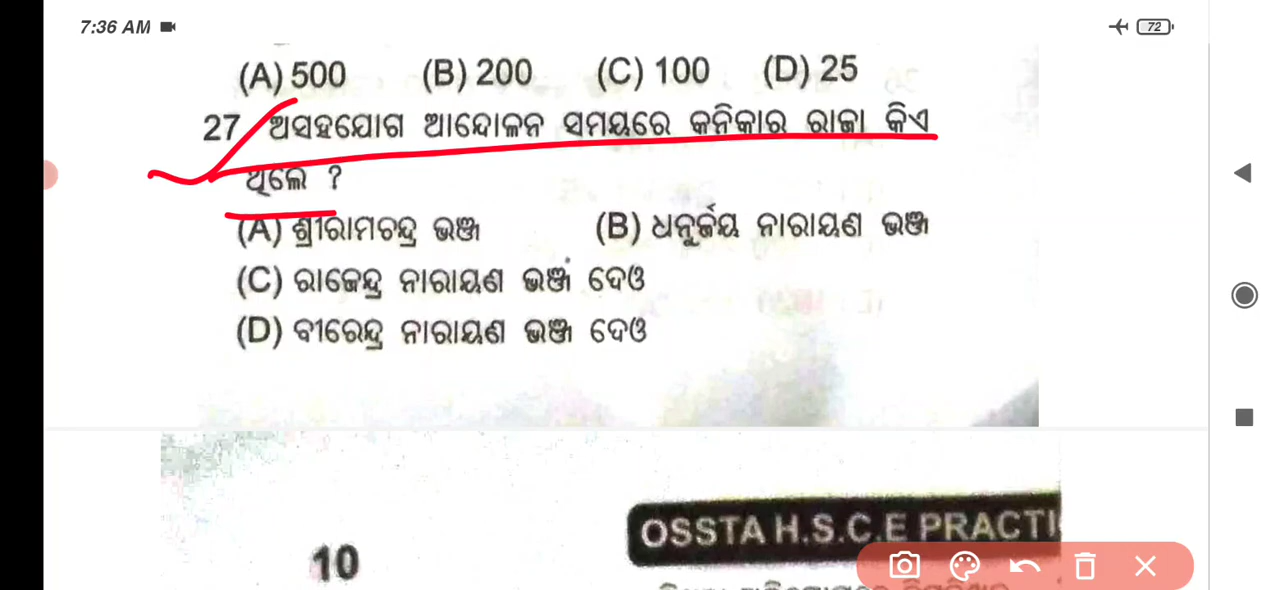 7:36 AM
72
(A) 500 (B) 200 (C) 100 (D) 25
27 ଅସହଯୋଗ ଆନ୍ଦୋଳନ ସମୟରେ କନିକାର ରାଜା କିଏ
ଥିଲେ ?
(A) ଶ୍ରୀରାମଚନ୍ଦ୍ର ଭଞ୍ଜ (B) ଧନୁର୍ଜୟ ନାରାୟଣ ଭଞ୍ଜ
(C) ରାଜେନ୍ଦ୍ର ନାରାୟଣ ଭଞ୍ଜ ଦେଓ
(D) ବୀରେନ୍ଦ୍ର ନାରାୟଣ ଭଞ୍ଜ ଦେଓ
10
OSSTA H.S.C.E PRACTI